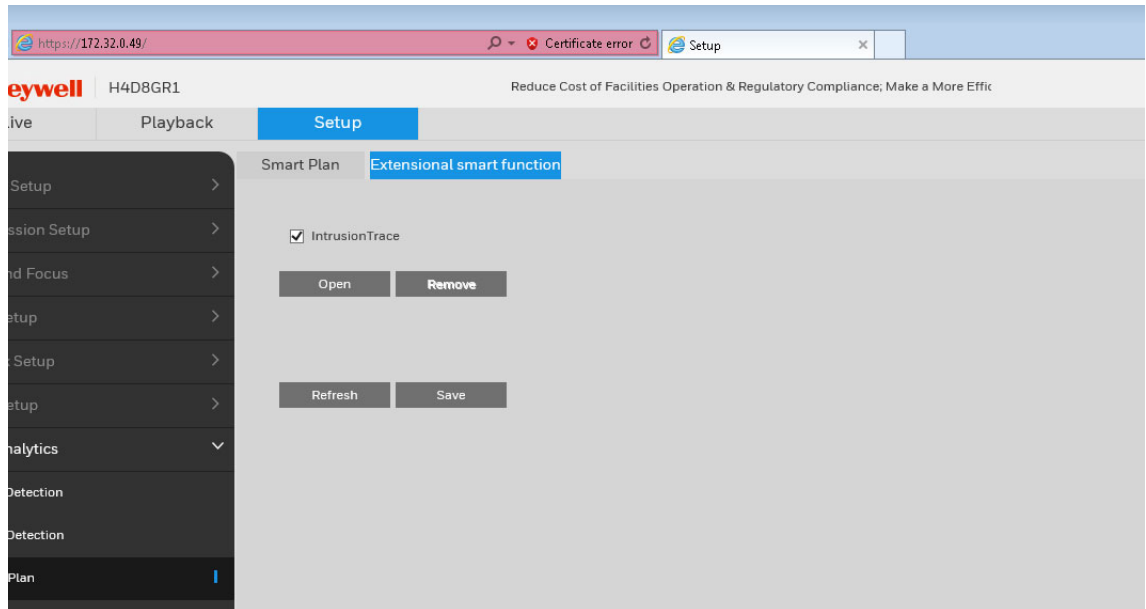 https://172.32.0.49/ Certificate error Setup
eywell H4D8GR1 Reduce Cost of Facilities Operation & Regulatory Compliance; Make a More Effic
ive Playback Setup
Smart Plan Extensional smart function
Setup
ssion Setup
IntrusionTrace
nd Focus
Open Remove
etup
Setup
Refresh Save
etup
nalytics
Detection
Detection
Plan